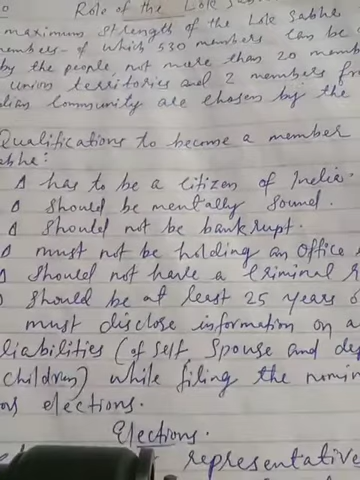 Role of the Lok Sabha
maximum strength of the Lok Sabha
members - of which 530 members can be
by the people not more than 20 memb
union territories and 2 members fr
dian Community are chosen by the
Qualifications to become a member
abha:
has to be a citizen of India.
should be mentally sound.
should not be bankrupt.
must not be holding an office
should not have a criminal r
should be at least 25 years o
must disclose information on a
liabilities (of self, spouse and dep
children) while filing the nomin
elections.
Elections.
representative